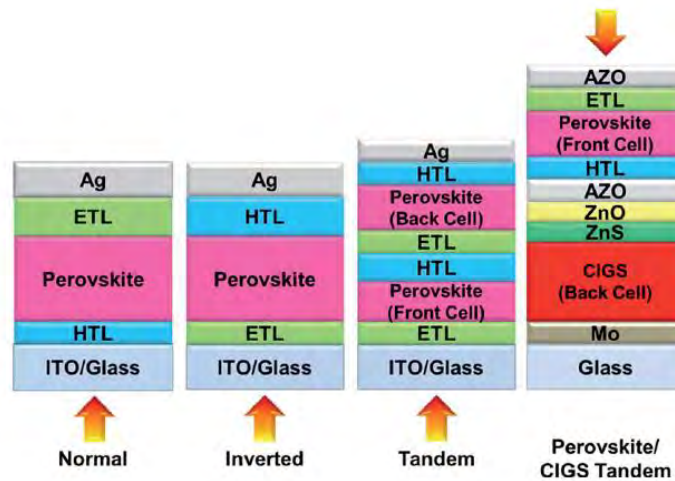 Ag
ETL
Perovskite
HTL
ITO/Glass
Normal
Ag
HTL
Perovskite
ETL
ITO/Glass
Inverted
Ag
HTL
Perovskite
(Back Cell)
ETL
HTL
Perovskite
(Front Cell)
ETL
ITO/Glass
Tandem
AZO
ETL
Perovskite
(Front Cell)
HTL
AZO
ZnO
ZnS
CIGS
(Back Cell)
Mo
Glass
Perovskite/
CIGS Tandem